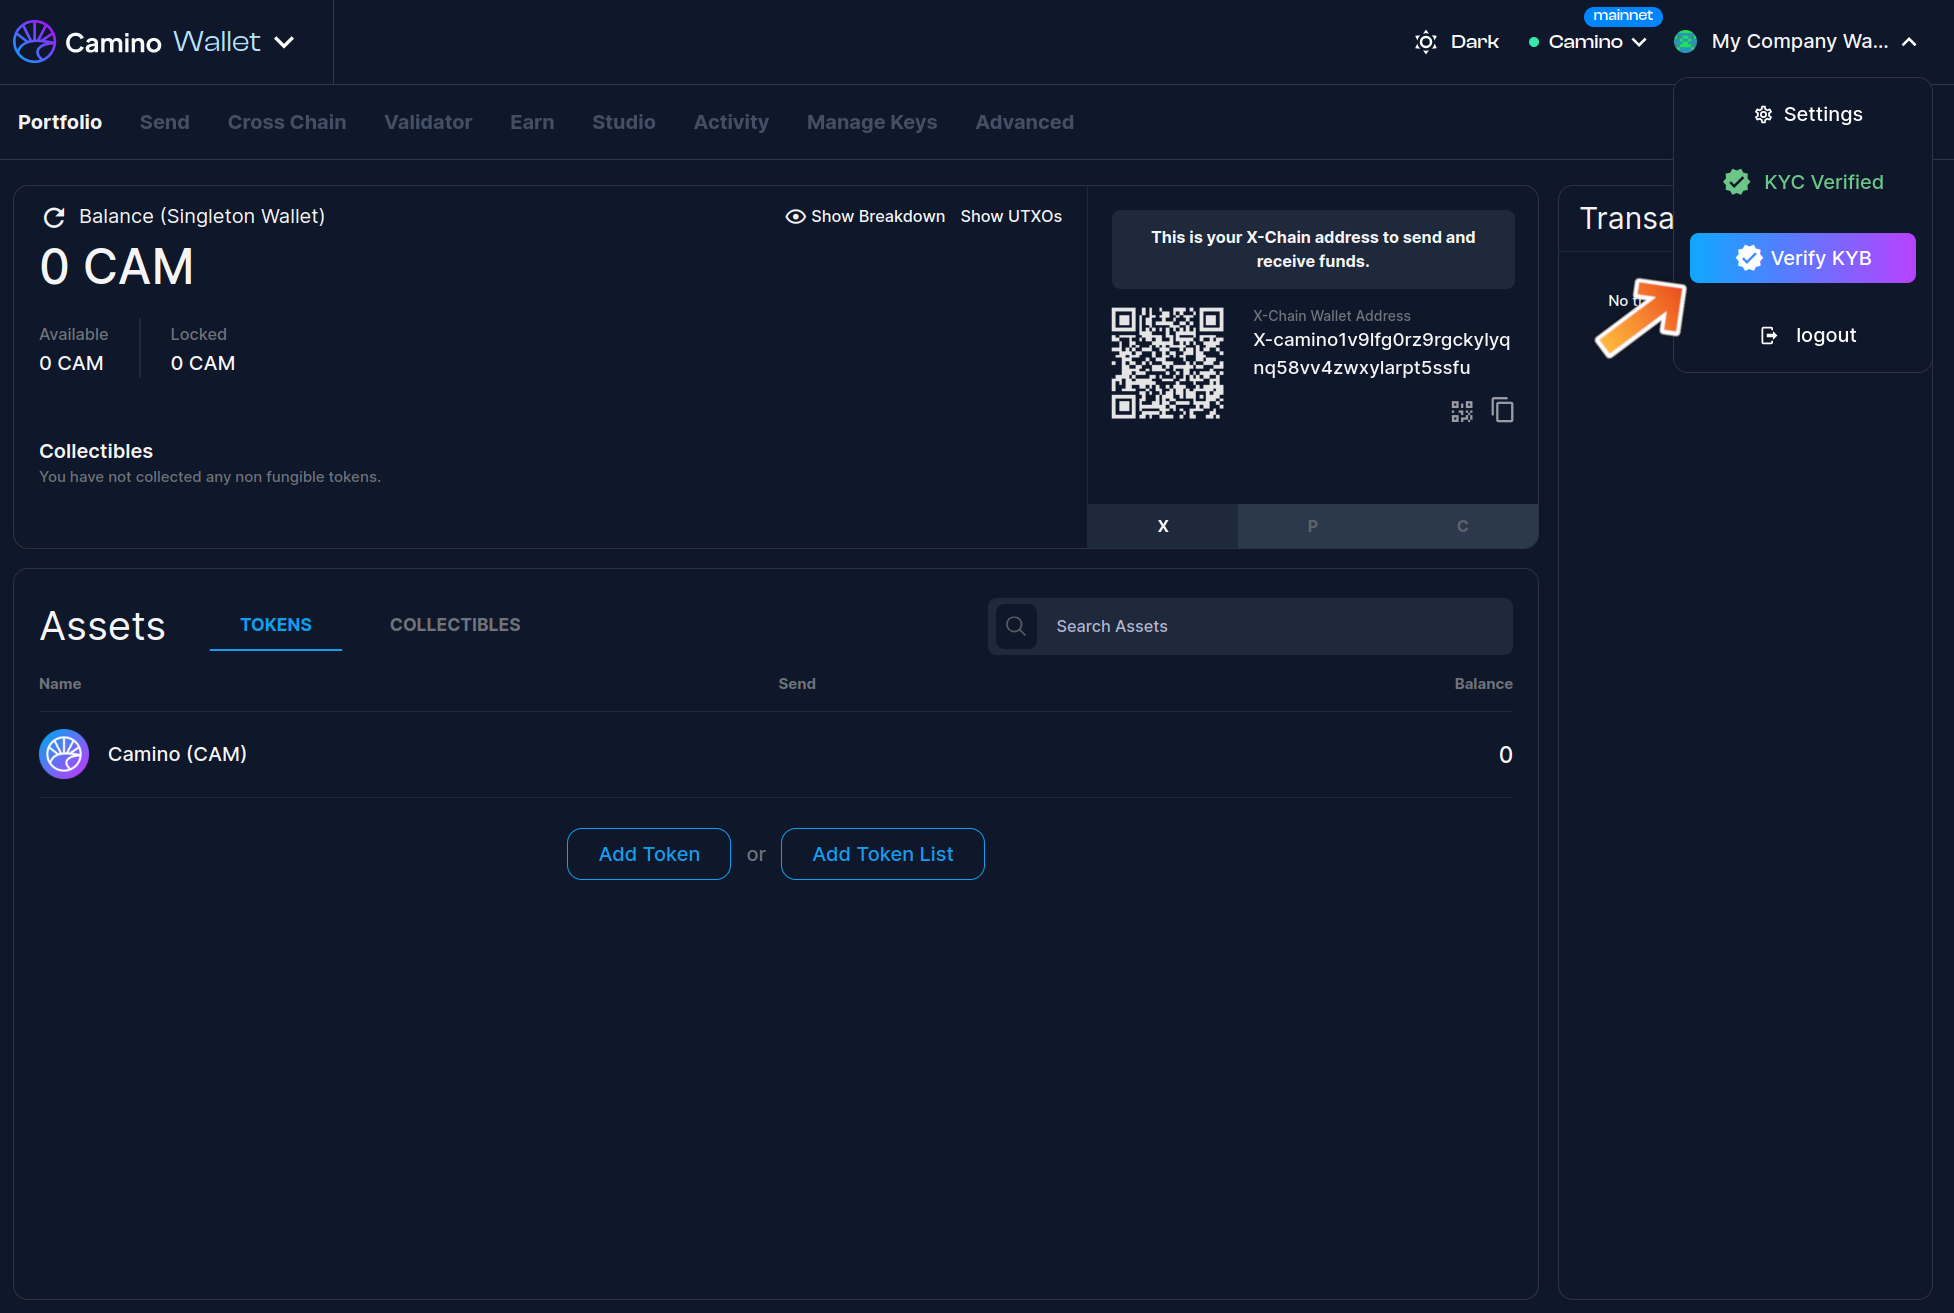 Camino Wallet
mainnet
Dark
Camino
My Company Wa...
Portfolio
Send
Cross Chain
Validator
Earn
Studio
Activity
Manage Keys
Advanced
Settings
KYC Verified
Verify KYB
logout
Balance (Singleton Wallet)
Show Breakdown
Show UTXOs
0 CAM
Available
0 CAM
Locked
0 CAM
Collectibles
You have not collected any non fungible tokens.
This is your X-Chain address to send and
receive funds.
X-Chain Wallet Address
X-camino1v9lfg0rz9rgckylyq
nq58vv4zwxylarpt5ssfu
X
P
C
Transa
No t
Assets
TOKENS
COLLECTIBLES
Search Assets
Name
Send
Balance
Camino (CAM)
0
Add Token
or
Add Token List